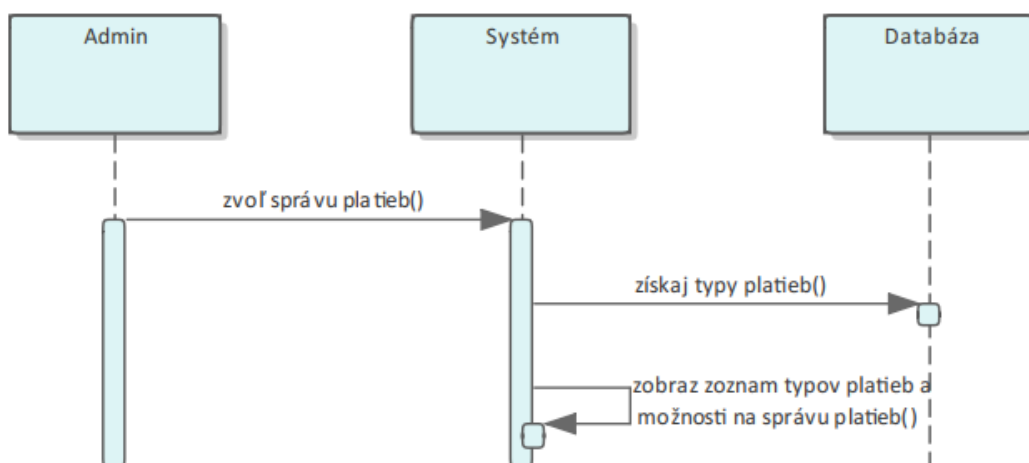 Admin
Systém
Databáza
zvoľ správu platieb()
získaj typy platieb()
zobraz zoznam typov platieb a
možnosti na správu platieb()